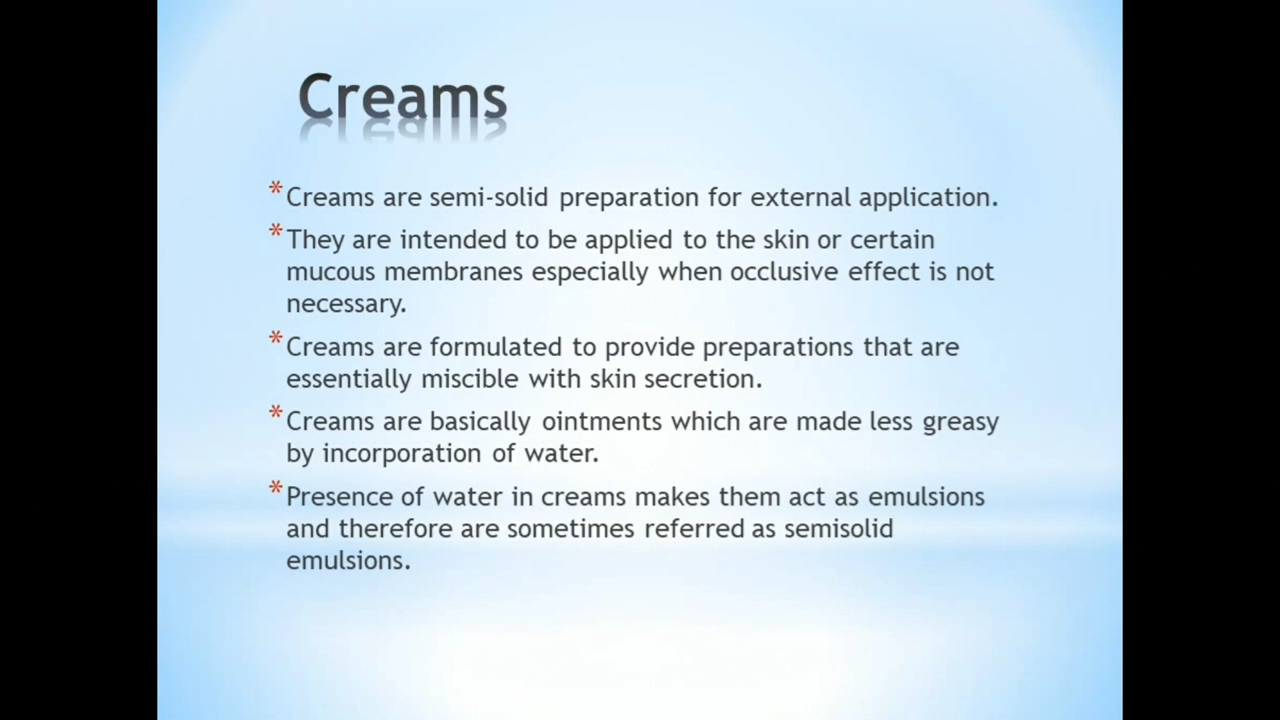 Creams
* Creams are semi-solid preparation for external application.
* They are intended to be applied to the skin or certain
mucous membranes especially when occlusive effect is not
necessary.
* Creams are formulated to provide preparations that are
essentially miscible with skin secretion.
* Creams are basically ointments which are made less greasy
by incorporation of water.
* Presence of water in creams makes them act as emulsions
and therefore are sometimes referred as semisolid
emulsions.